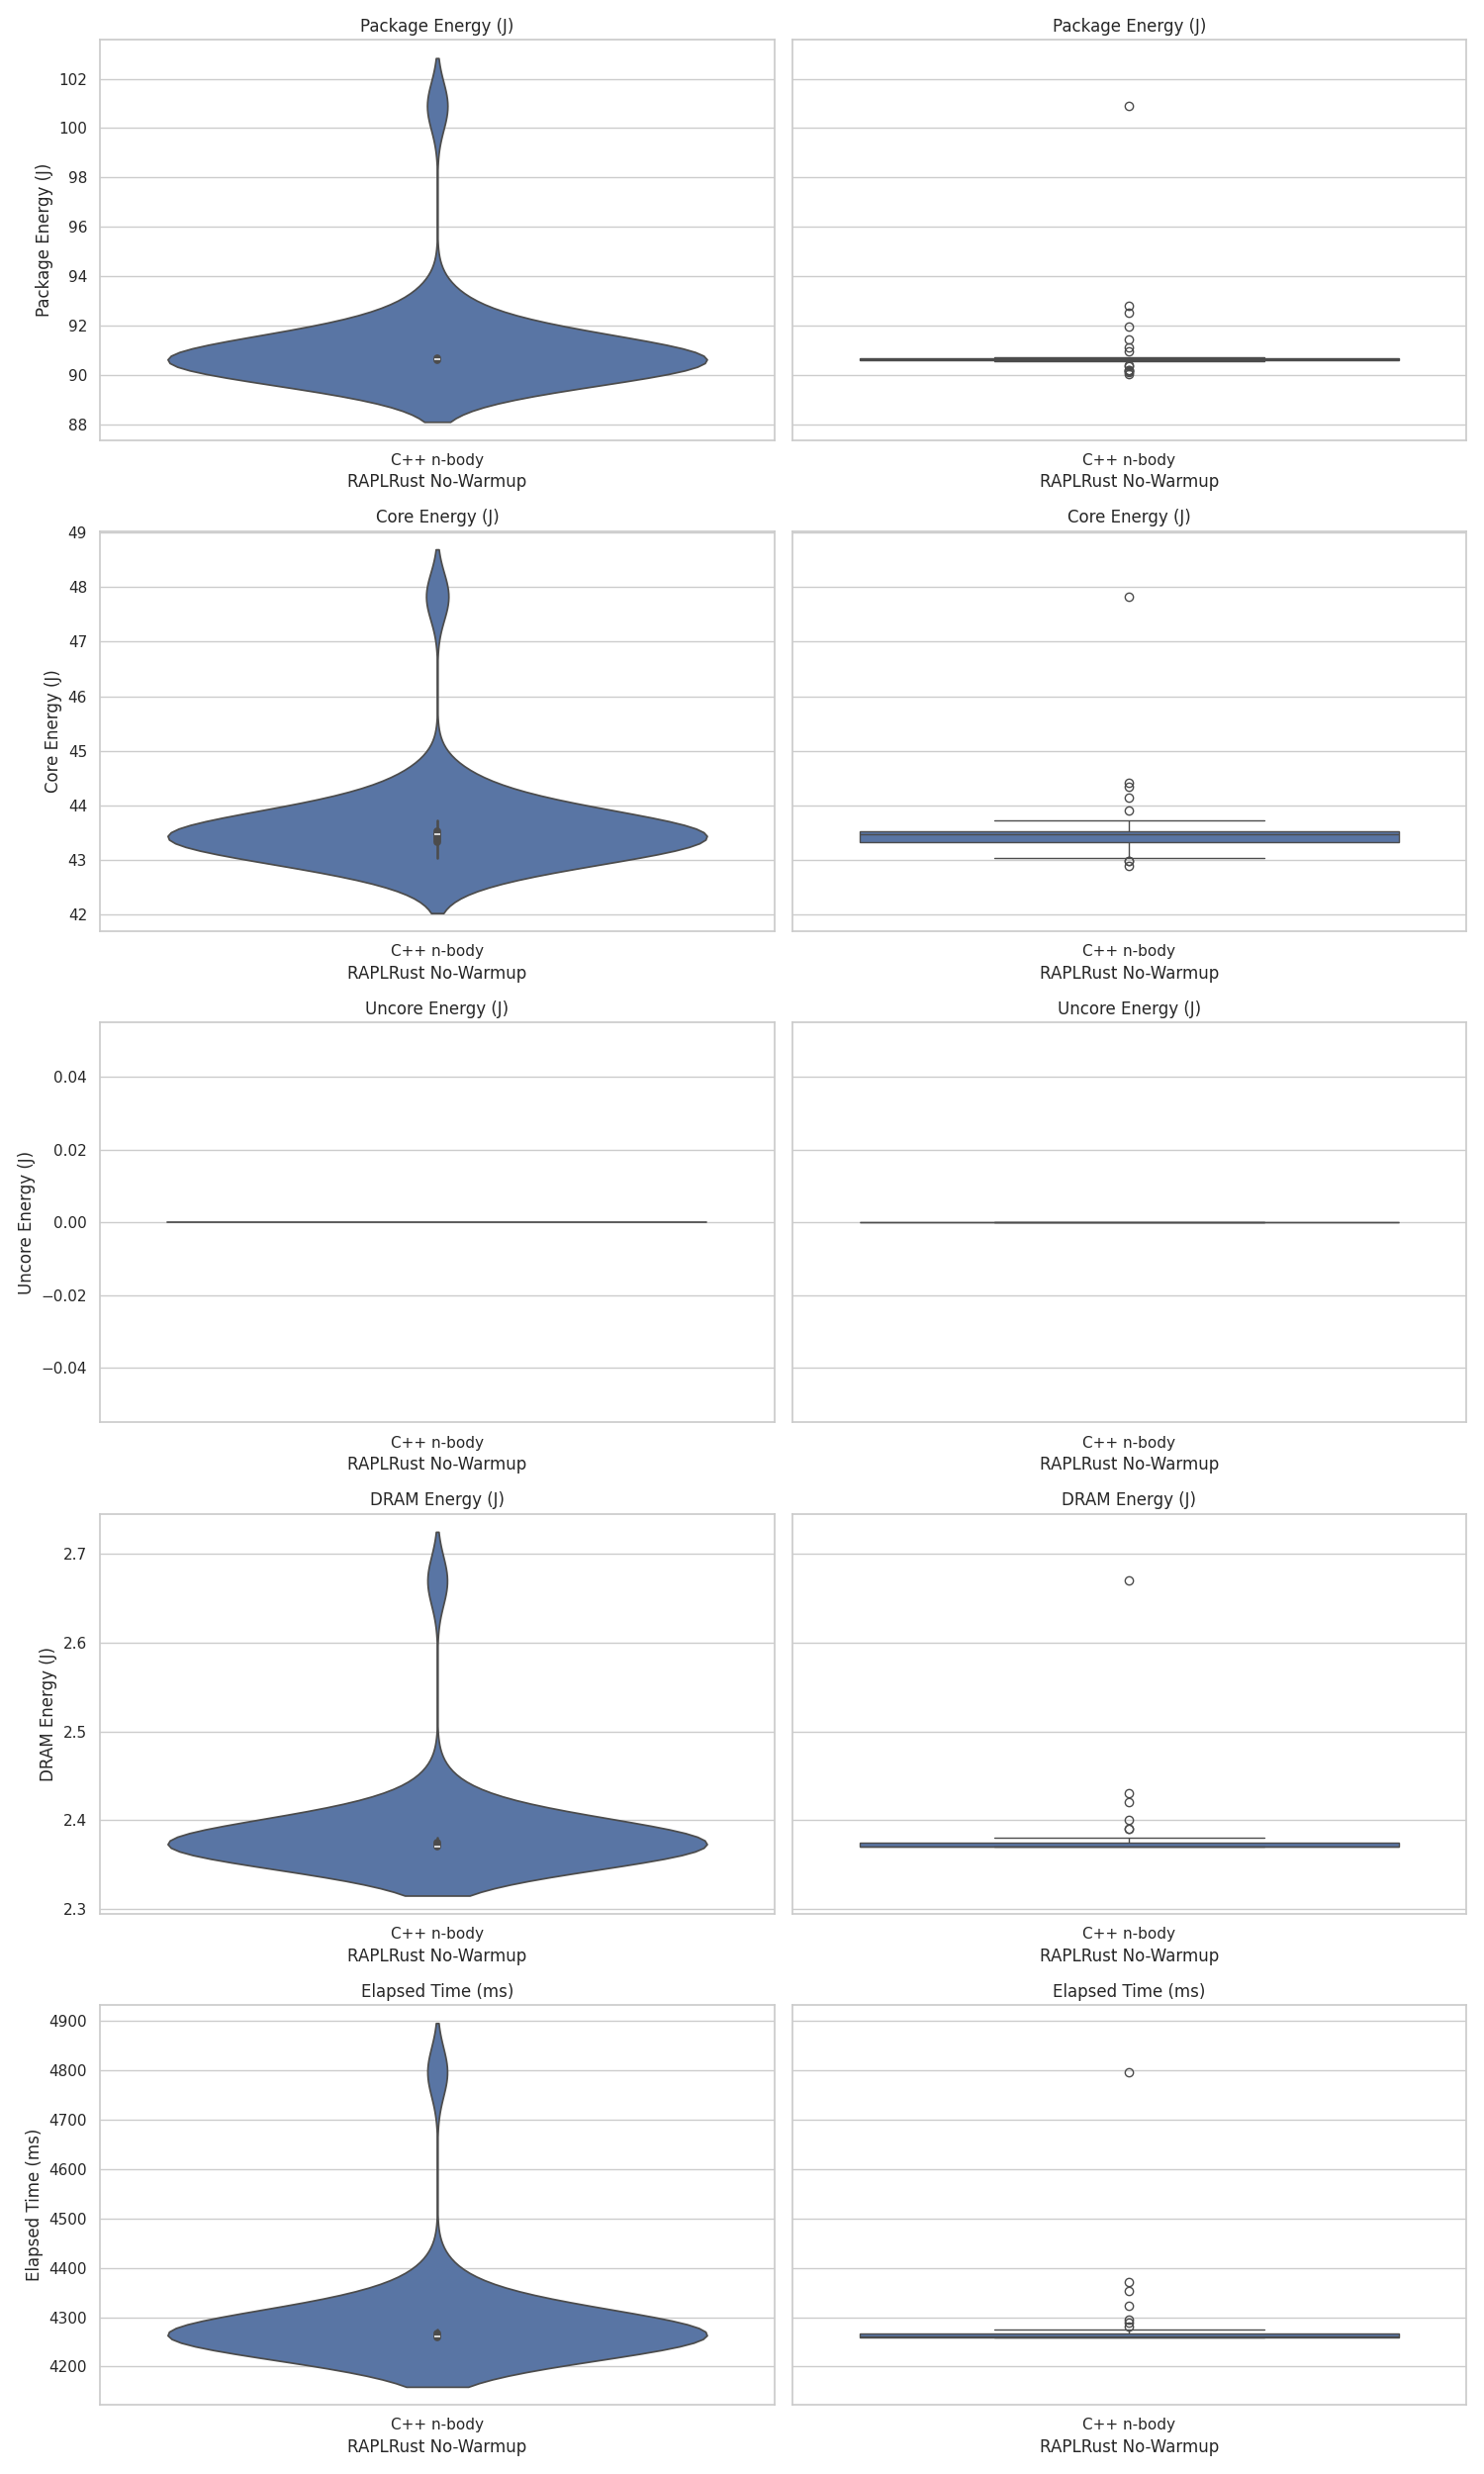 Package Energy (J)
Package Energy (J)
Package Energy (J)
102
100
98
96
94
92
90
88
C++ n-body
RAPLRust No-Warmup
C++ n-body
RAPLRust No-Warmup
Core Energy (J)
Core Energy (J)
Core Energy (J)
49
48
47
46
45
44
43
42
C++ n-body
RAPLRust No-Warmup
C++ n-body
RAPLRust No-Warmup
Uncore Energy (J)
Uncore Energy (J)
Uncore Energy (J)
0.04
0.02
0.00
−0.02
−0.04
C++ n-body
RAPLRust No-Warmup
C++ n-body
RAPLRust No-Warmup
DRAM Energy (J)
DRAM Energy (J)
DRAM Energy (J)
2.7
2.6
2.5
2.4
2.3
C++ n-body
RAPLRust No-Warmup
C++ n-body
RAPLRust No-Warmup
Elapsed Time (ms)
Elapsed Time (ms)
Elapsed Time (ms)
4900
4800
4700
4600
4500
4400
4300
4200
C++ n-body
RAPLRust No-Warmup
C++ n-body
RAPLRust No-Warmup